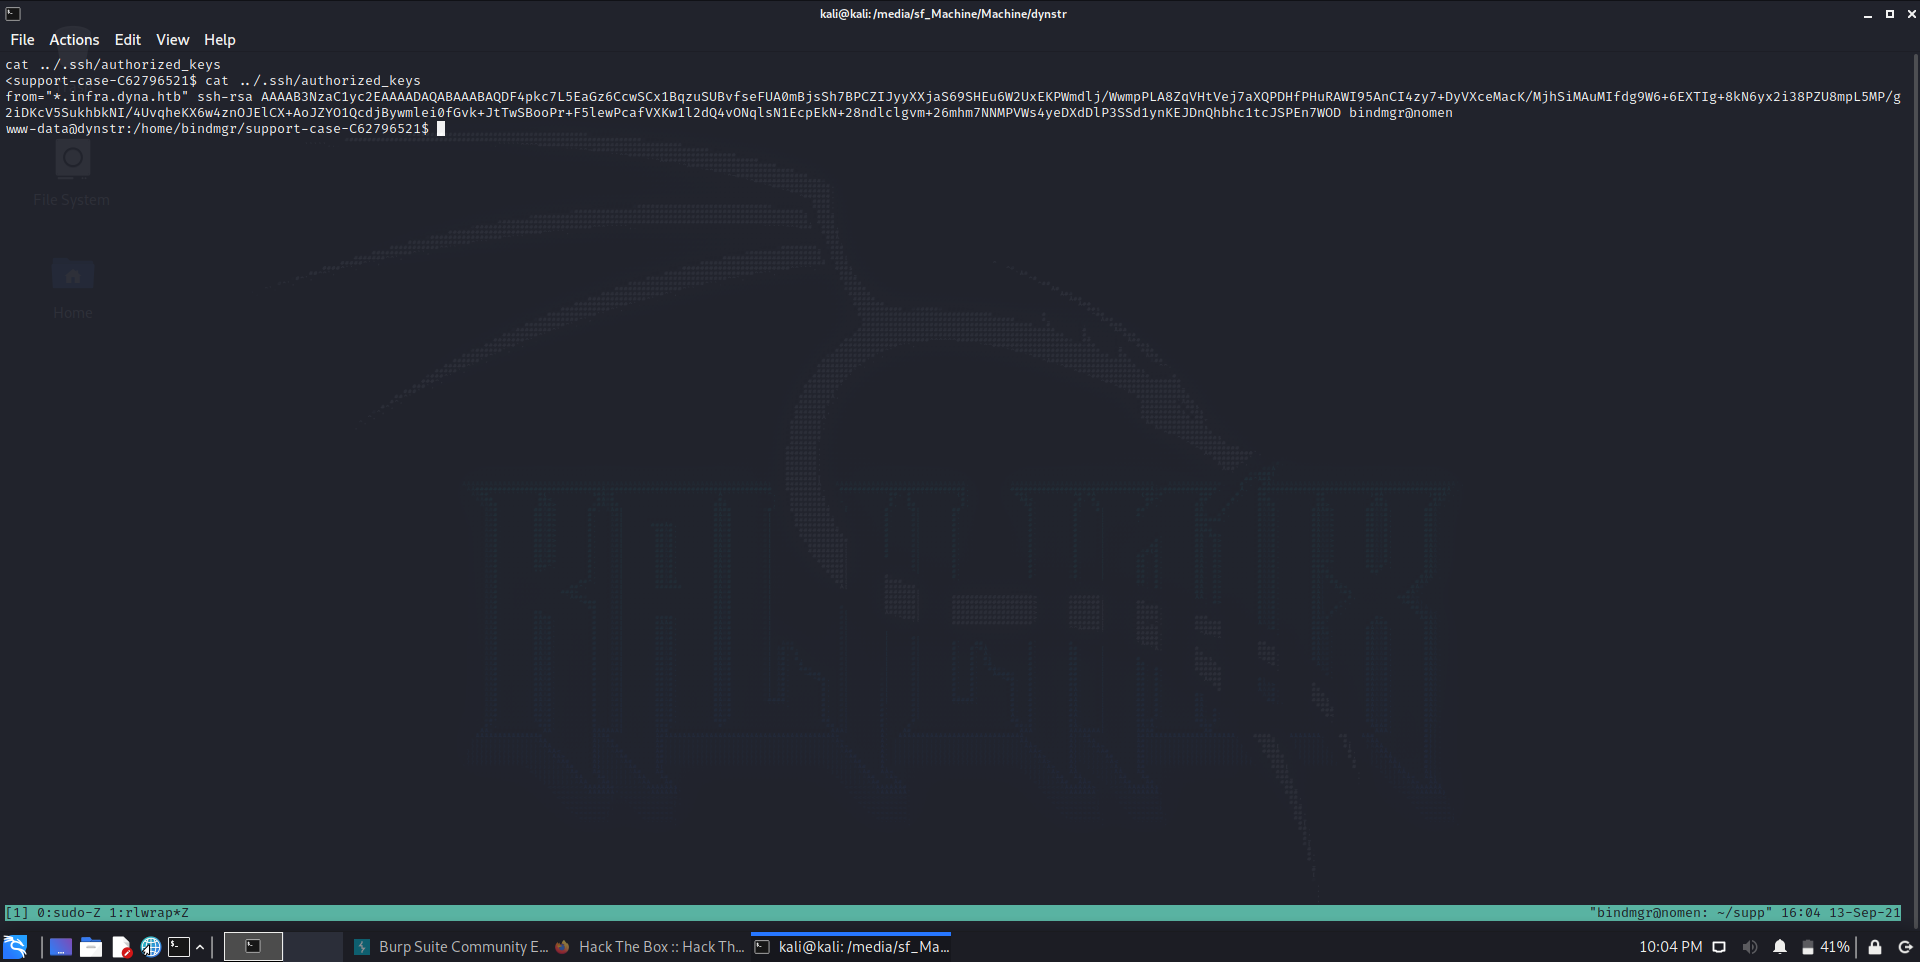 kali@kali: /media/sf_Machine/Machine/dynstr
File Actions Edit View Help
cat ../.ssh/authorized_keys
<support-case-C62796521$ cat ../.ssh/authorized_keys
from="*.infra.dyna.htb" ssh-rsa AAAAB3NzaC1yc2EAAAADAQABAAABAQDF4pkc7L5EaGz6CcwSCx1BqzuSUBvfseFUA0mBjsSh7BPCZIJyyXXjaS69SHEu6W2UxEKPWmdlj/WwmpPLA8ZqVHtVej7aXQPDHfPHuRAWI95AnCI4zy7+DyVXceMacK/MjhSiMAuMIfdg9W6+6EXTIg+8kN6yx2i38PZU8mpL5MP/g
2iDKcV5SukhbkNI/4UvqheKX6w4znOJElCX+AoJZYO1QcdjBywmlei0fGvk+JtTwSBooPr+F5lewPcafVXKw1l2dQ4vONqlsN1EcpEkN+28ndlclgvm+26mhm7NNMPVWs4yeDXdDlP3SSd1ynKEJDnQhbhc1tcJSPEn7WOD bindmgr@nomen
www-data@dynstr:/home/bindmgr/support-case-C62796521$
File System
Home
[1] 0:sudo-Z 1:rlwrap*Z "bindmgr@nomen: ~/supp" 16:04 13-Sep-21
Burp Suite Community E... Hack The Box :: Hack Th... kali@kali: /media/sf_Ma... 10:04 PM 41%